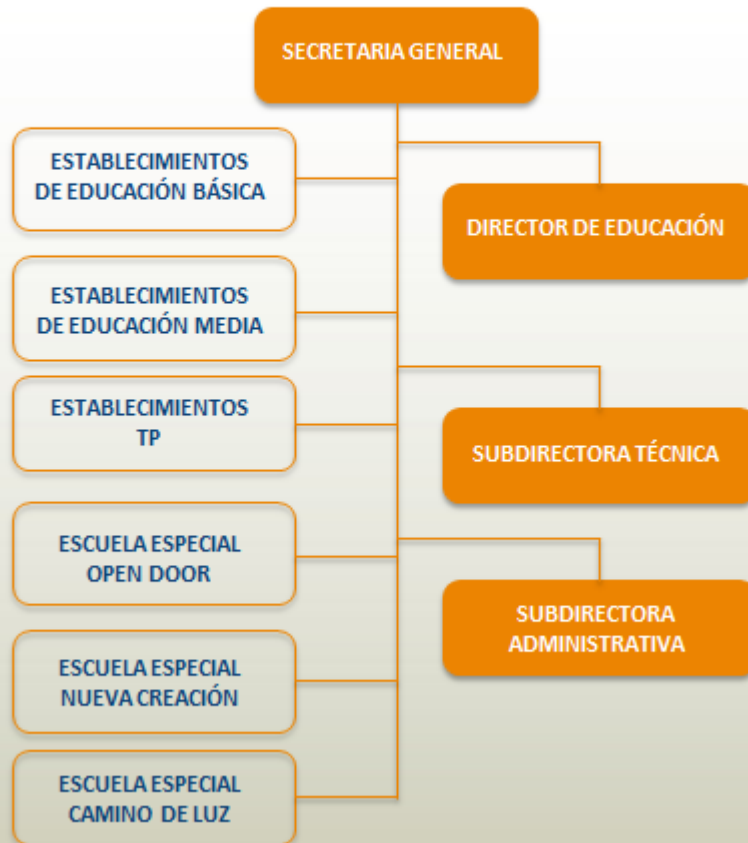 SECRETARIA GENERAL
ESTABLECIMIENTOS
DE EDUCACIÓN BÁSICA
DIRECTOR DE EDUCACIÓN
ESTABLECIMIENTOS
DE EDUCACIÓN MEDIA
ESTABLECIMIENTOS
TP
SUBDIRECTORA TÉCNICA
ESCUELA ESPECIAL
OPEN DOOR
SUBDIRECTORA
ADMINISTRATIVA
ESCUELA ESPECIAL
NUEVA CREACIÓN
ESCUELA ESPECIAL
CAMINO DE LUZ